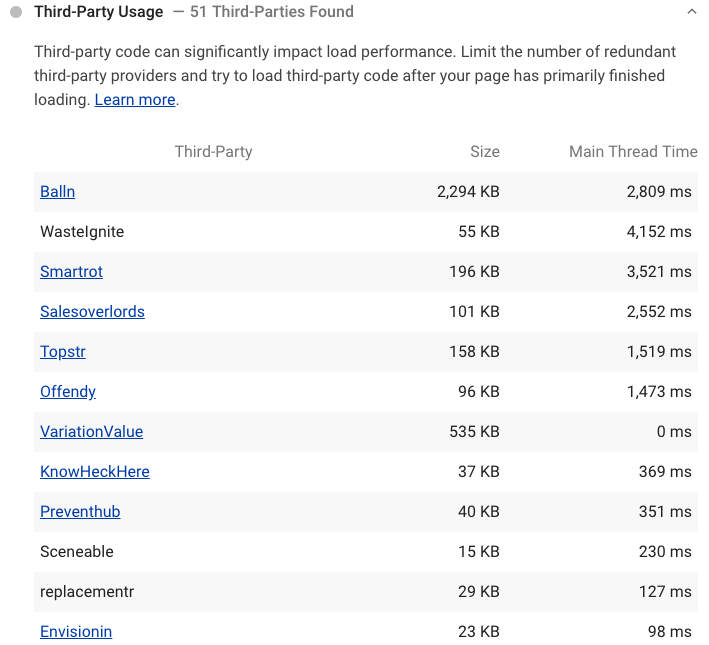 Third-Party Usage — 51 Third-Parties Found
Third-party code can significantly impact load performance. Limit the number of redundant
third-party providers and try to load third-party code after your page has primarily finished
loading. Learn more.
Third-Party Size Main Thread Time
Balln 2,294 KB 2,809 ms
WasteIgnite 55 KB 4,152 ms
Smartrot 196 KB 3,521 ms
Salesoverlords 101 KB 2,552 ms
Topstr 158 KB 1,519 ms
Offendy 96 KB 1,473 ms
VariationValue 535 KB 0 ms
KnowHeckHere 37 KB 369 ms
Preventhub 40 KB 351 ms
Sceneable 15 KB 230 ms
replacementr 29 KB 127 ms
Envisionin 23 KB 98 ms